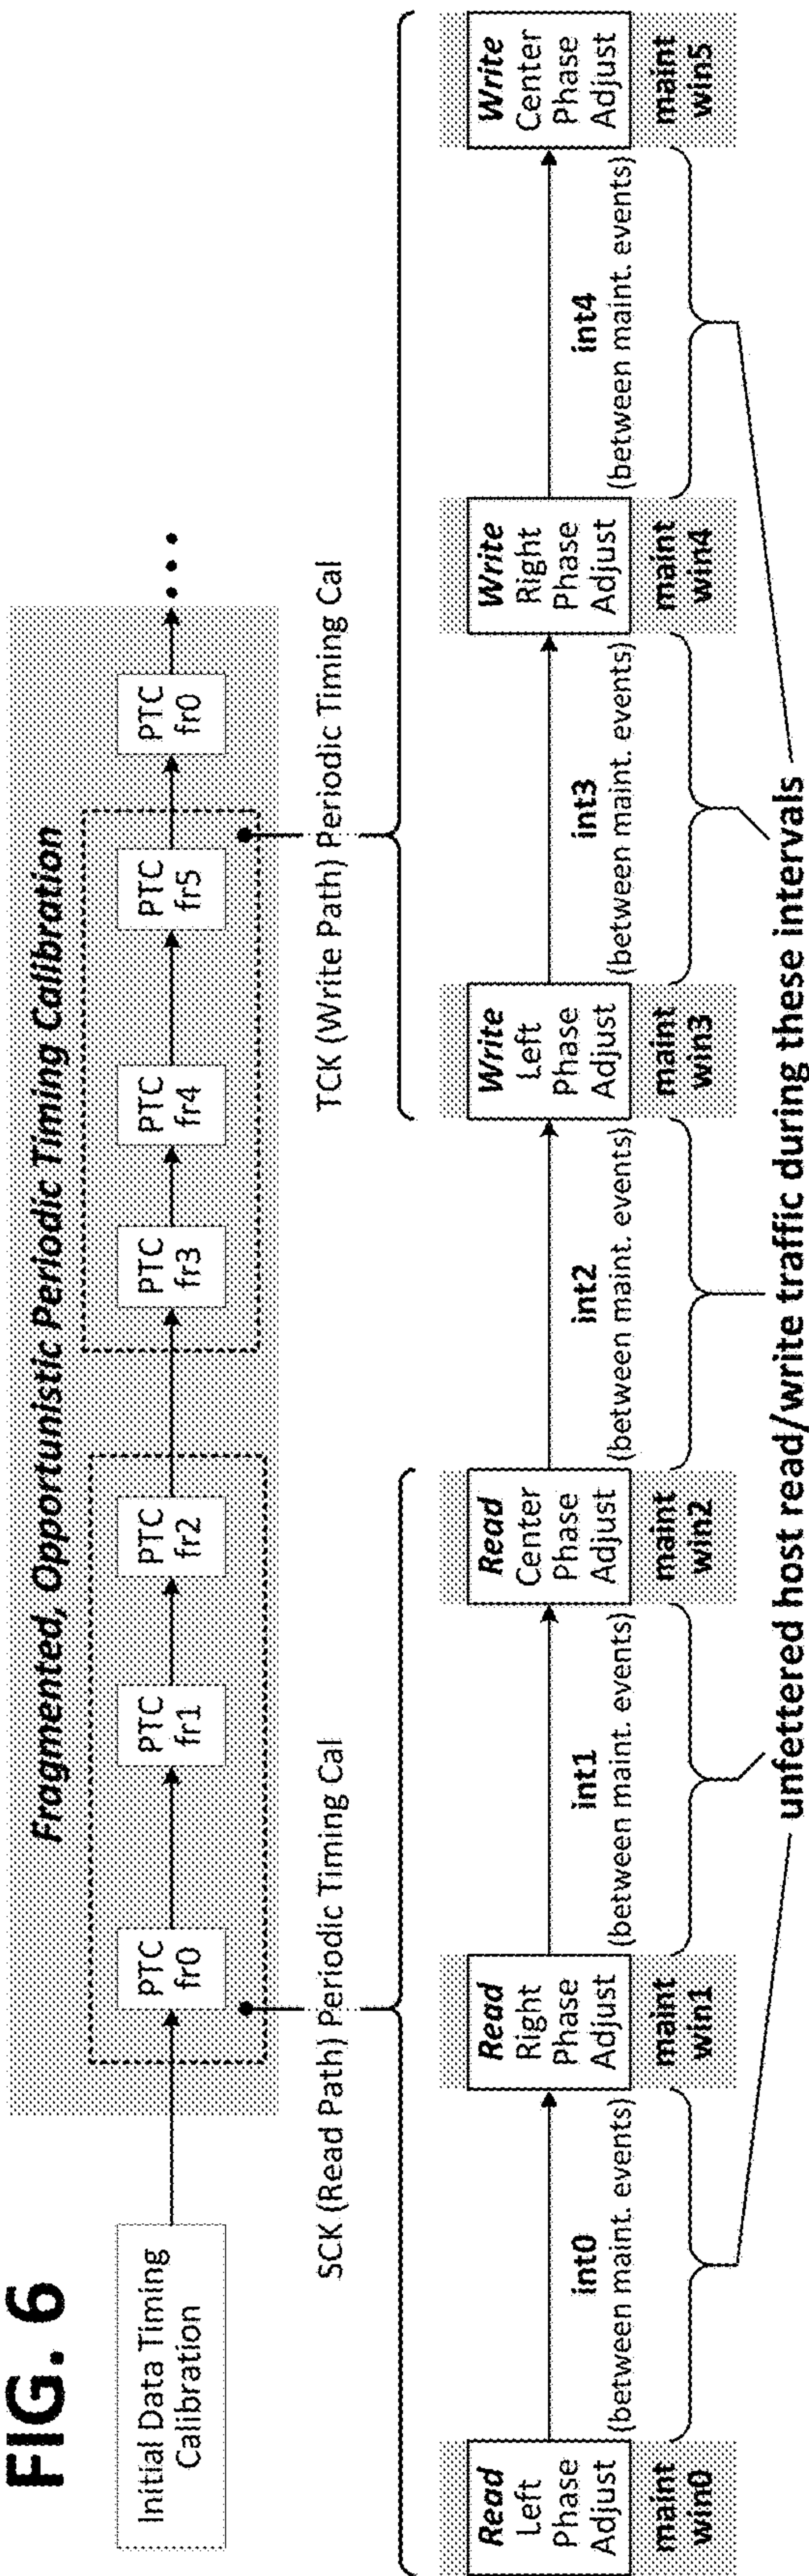 FIG. 6
Fragmented, Opportunistic Periodic Timing Calibration
Initial Data Timing
Calibration
PTC
fr0
PTC
fr1
PTC
fr2
PTC
fr3
PTC
fr4
PTC
fr5
PTC
fr0
SCK (Read Path) Periodic Timing Cal
TCK (Write Path) Periodic Timing Cal
Read
Left
Phase
Adjust
maint
win0
int0
(between maint. events)
Read
Right
Phase
Adjust
maint
win1
int1
(between maint. events)
Read
Center
Phase
Adjust
maint
win2
int2
(between maint. events)
Write
Left
Phase
Adjust
maint
win3
int3
(between maint. events)
Write
Right
Phase
Adjust
maint
win4
int4
(between maint. events)
Write
Center
Phase
Adjust
maint
win5
unfettered host read/write traffic during these intervals